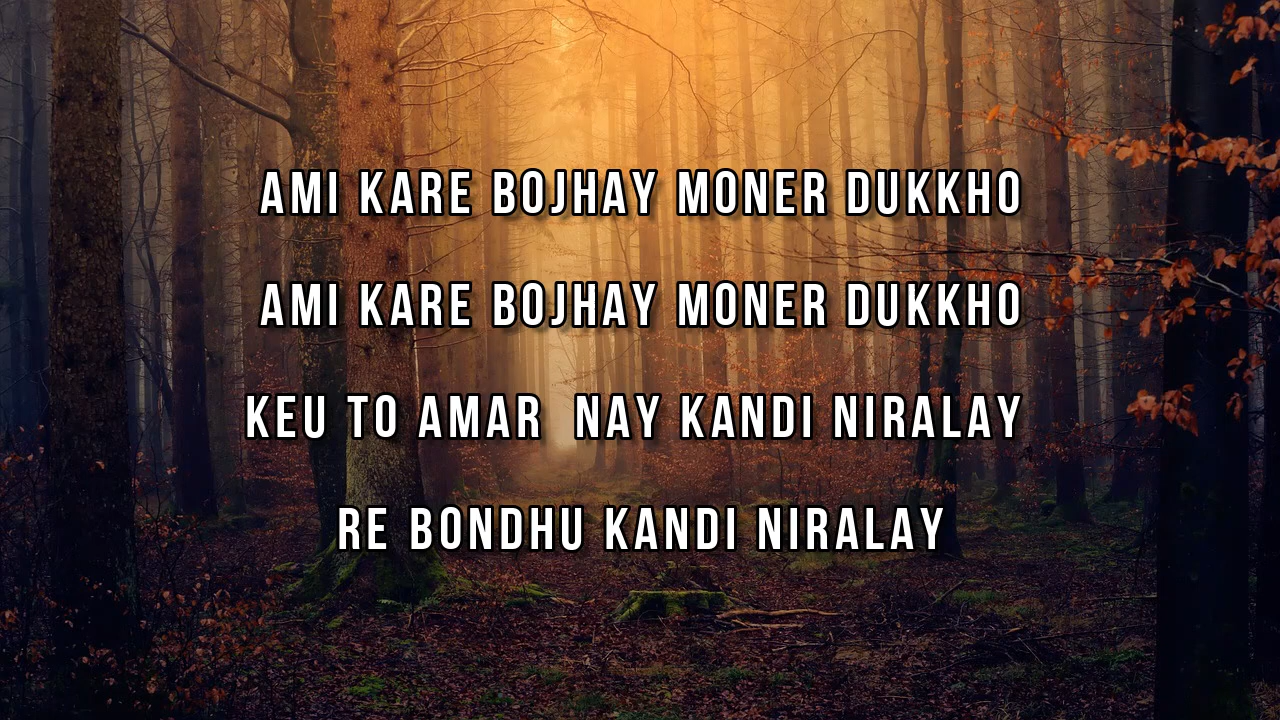 AMI KARE BOJHAY MONER DUKKHO
AMI KARE BOJHAY MONER DUKKHO
KEU TO AMAR NAY KANDI NIRALAY
RE BONDHU KANDI NIRALAY